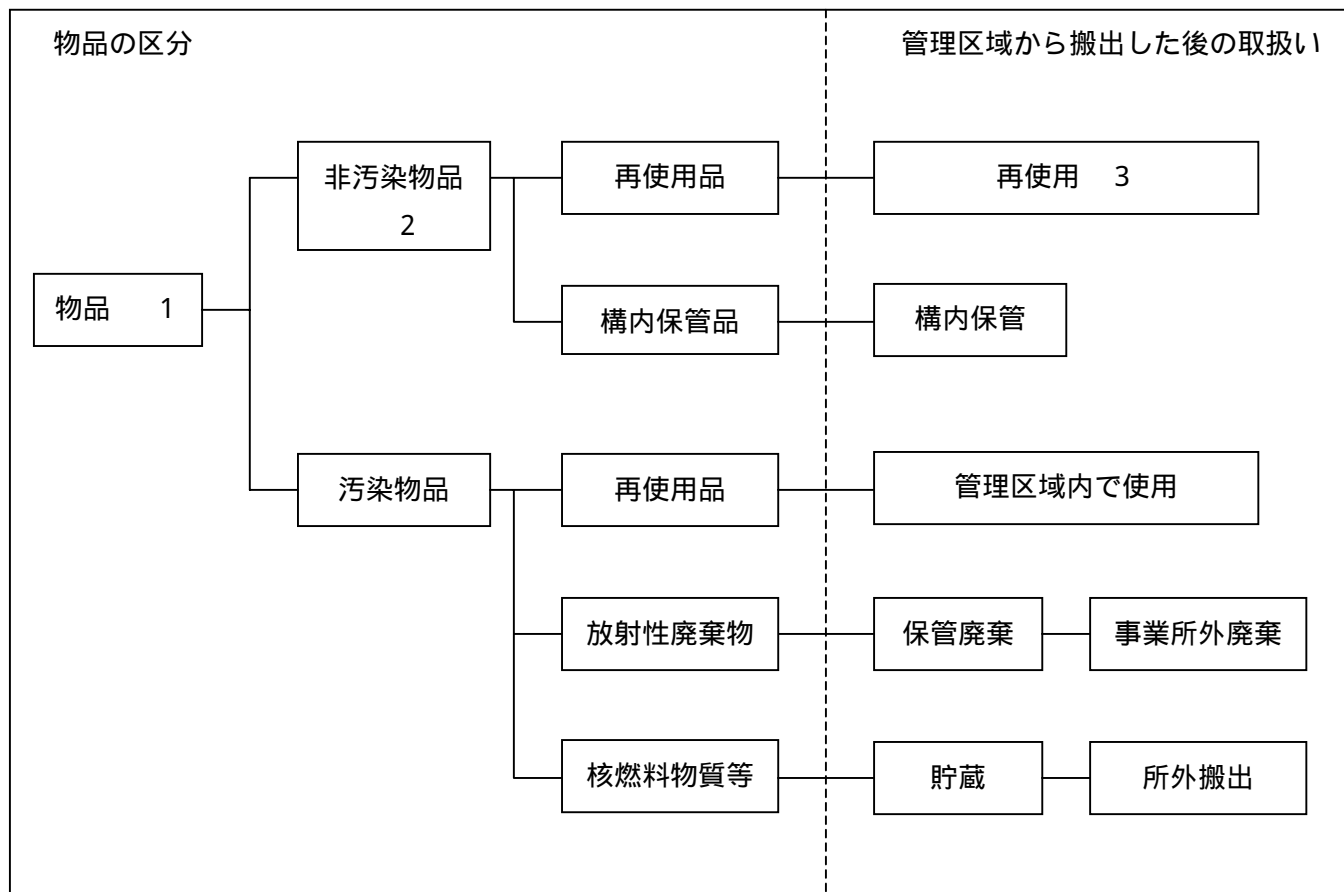 物品の区分
管理区域から搬出した後の取扱い
非汚染物品
2
再使用品
再使用 3
物品 1
構内保管品
構内保管
汚染物品
再使用品
管理区域内で使用
放射性廃棄物
保管廃棄
事業所外廃棄
核燃料物質等
貯蔵
所外搬出